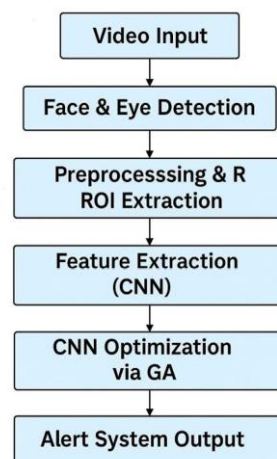 Video Input
Face & Eye Detection
Preprocesssing & R
ROI Extraction
Feature Extraction
(CNN)
CNN Optimization
via GA
Alert System Output